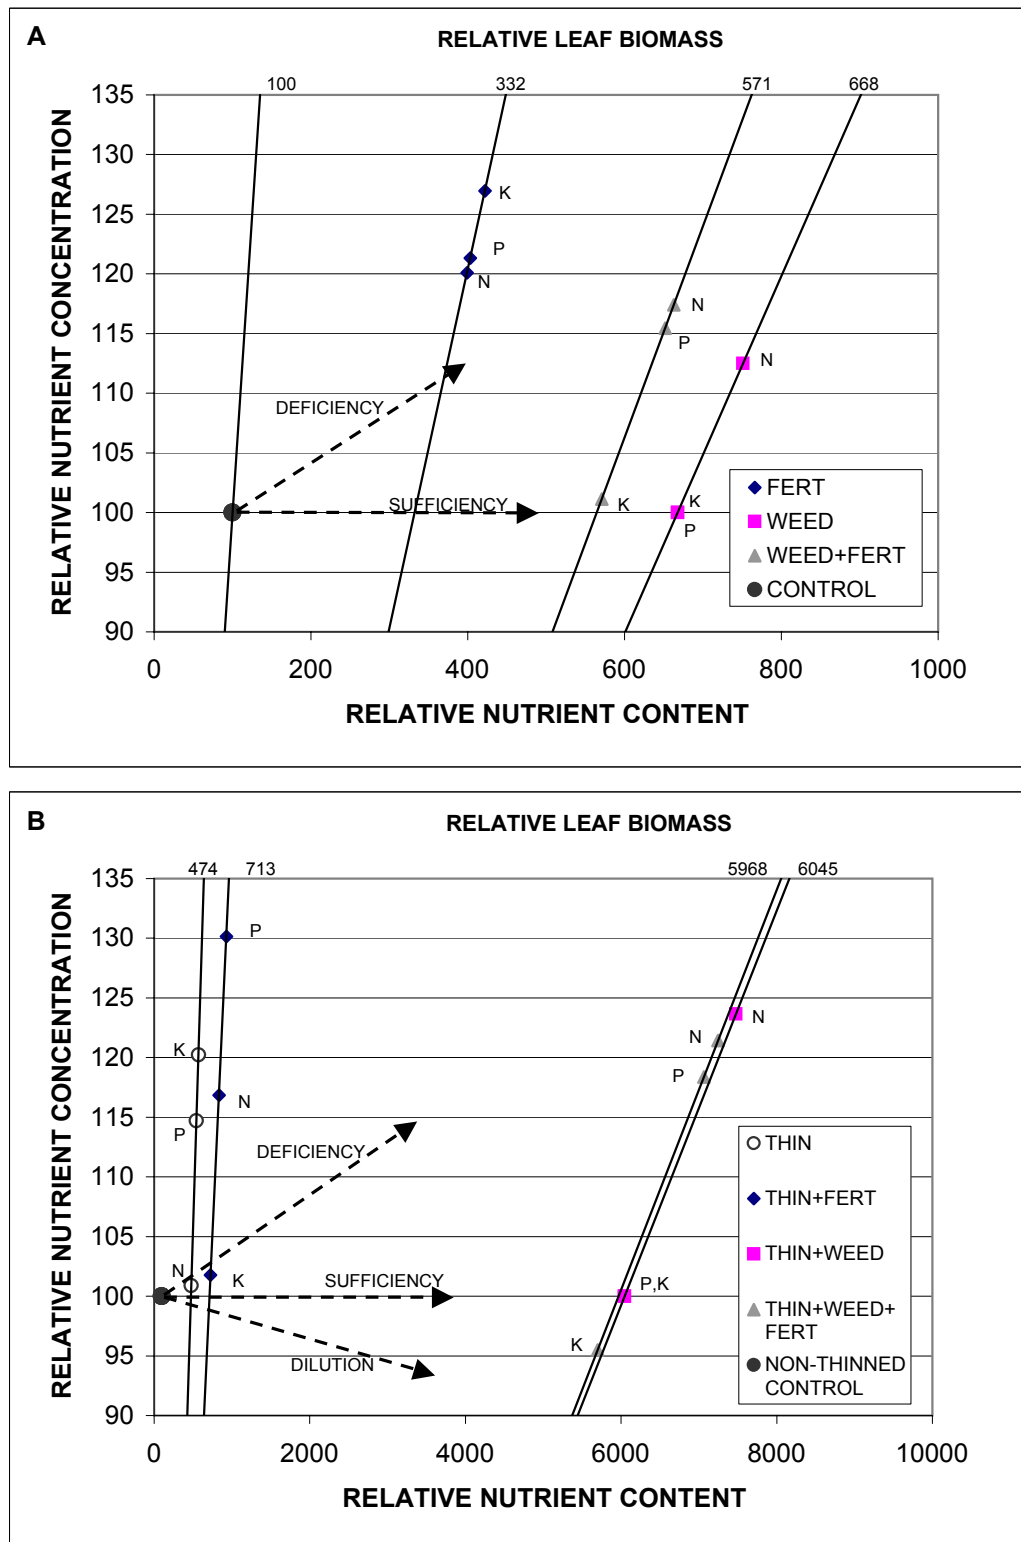 A
RELATIVE LEAF BIOMASS
100 332 571 668
135
130
125
120
115
110
105
100
95
90
RELATIVE NUTRIENT CONCENTRATION
K
P
N
N
P
N
DEFICIENCY
SUFFICIENCY
K
K
P
FERT
WEED
WEED+FERT
CONTROL
0 200 400 600 800 1000
RELATIVE NUTRIENT CONTENT
B
RELATIVE LEAF BIOMASS
474 713 5968 6045
135
130
125
120
115
110
105
100
95
90
RELATIVE NUTRIENT CONCENTRATION
P
K
N
P
N
N
P
DEFICIENCY
N
K
SUFFICIENCY
P,K
DILUTION
K
THIN
THIN+FERT
THIN+WEED
THIN+WEED+
FERT
NON-THINNED
CONTROL
0 2000 4000 6000 8000 10000
RELATIVE NUTRIENT CONTENT